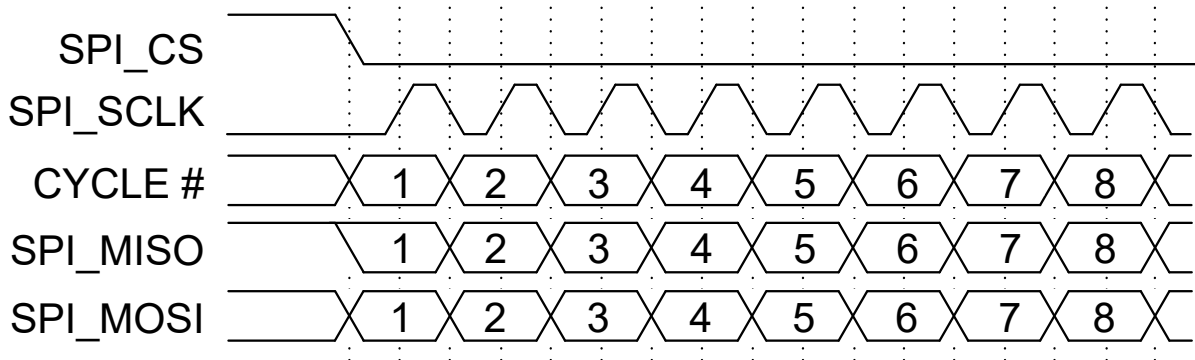 SPI_CS
SPI_SCLK
CYCLE # 1 2 3 4 5 6 7 8
SPI_MISO 1 2 3 4 5 6 7 8
SPI_MOSI 1 2 3 4 5 6 7 8